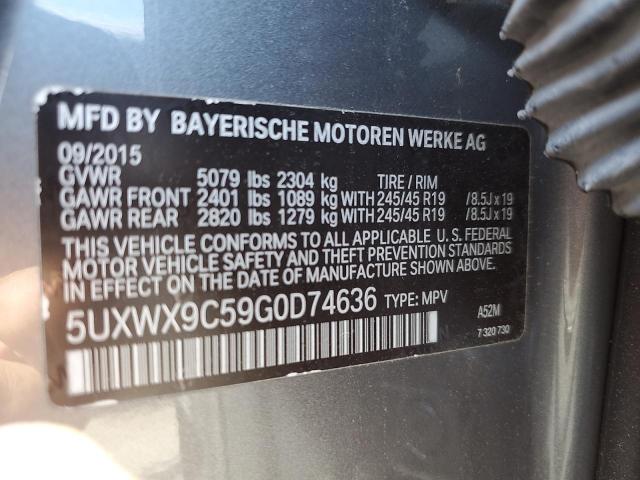 MFD BY BAYERISCHE MOTOREN WERKE AG
09/2015
GVWR 5079 lbs 2304 kg TIRE / RIM
GAWR FRONT 2401 lbs 1089 kg WITH 245/45 R19 /8.5J x 19
GAWR REAR 2820 lbs 1279 kg WITH 245/45 R19 /8.5J x 19
THIS VEHICLE CONFORMS TO ALL APPLICABLE U. S. FEDERAL
MOTOR VEHICLE SAFETY AND THEFT PREVENTION STANDARDS
IN EFFECT ON THE DATE OF MANUFACTURE SHOWN ABOVE.
5UXWX9C59G0D74636 TYPE: MPV
A52M
7 320 730